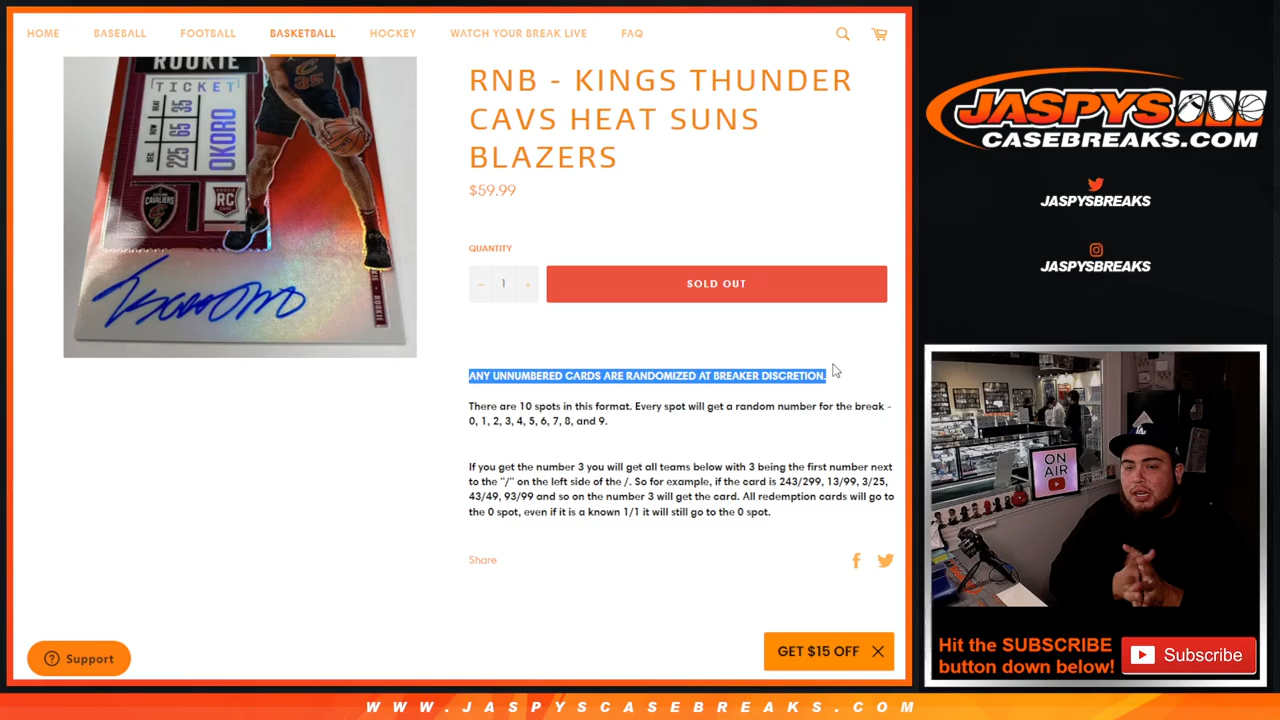 HOME BASEBALL FOOTBALL BASKETBALL HOCKEY WATCH YOUR BREAK LIVE FAQ
ROOKIE
TICKET
SEAT 35
ROW 65
SEC. 225
OKORO
RC
RNB - KINGS THUNDER
CAVS HEAT SUNS
BLAZERS
$59.99
QUANTITY
− 1 +
SOLD OUT
ANY UNNUMBERED CARDS ARE RANDOMIZED AT BREAKER DISCRETION.
There are 10 spots in this format. Every spot will get a random number for the break -
0, 1, 2, 3, 4, 5, 6, 7, 8, and 9.
If you get the number 3 you will get all teams below with 3 being the first number next
to the "/" on the left side of the /. So for example, if the card is 243/299, 13/99, 3/25,
43/49, 93/99 and so on the number 3 will get the card. All redemption cards will go to
the 0 spot, even if it is a known 1/1 it will still go to the 0 spot.
Share
Support
GET $15 OFF
JASPYS
CASEBREAKS.COM
JASPYSBREAKS
JASPYSBREAKS
ON
AIR
LA
Hit the SUBSCRIBE
button down below!
Subscribe
WWW.JASPYSCASEBREAKS.COM